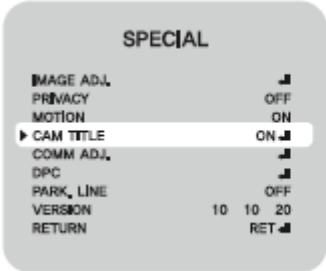 SPECIAL
IMAGE ADJ. ↲
PRIVACY OFF
MOTION ON
▶ CAM TITLE ON ↲
COMM ADJ. ↲
DPC ↲
PARK. LINE OFF
VERSION 10 10 20
RETURN RET ↲